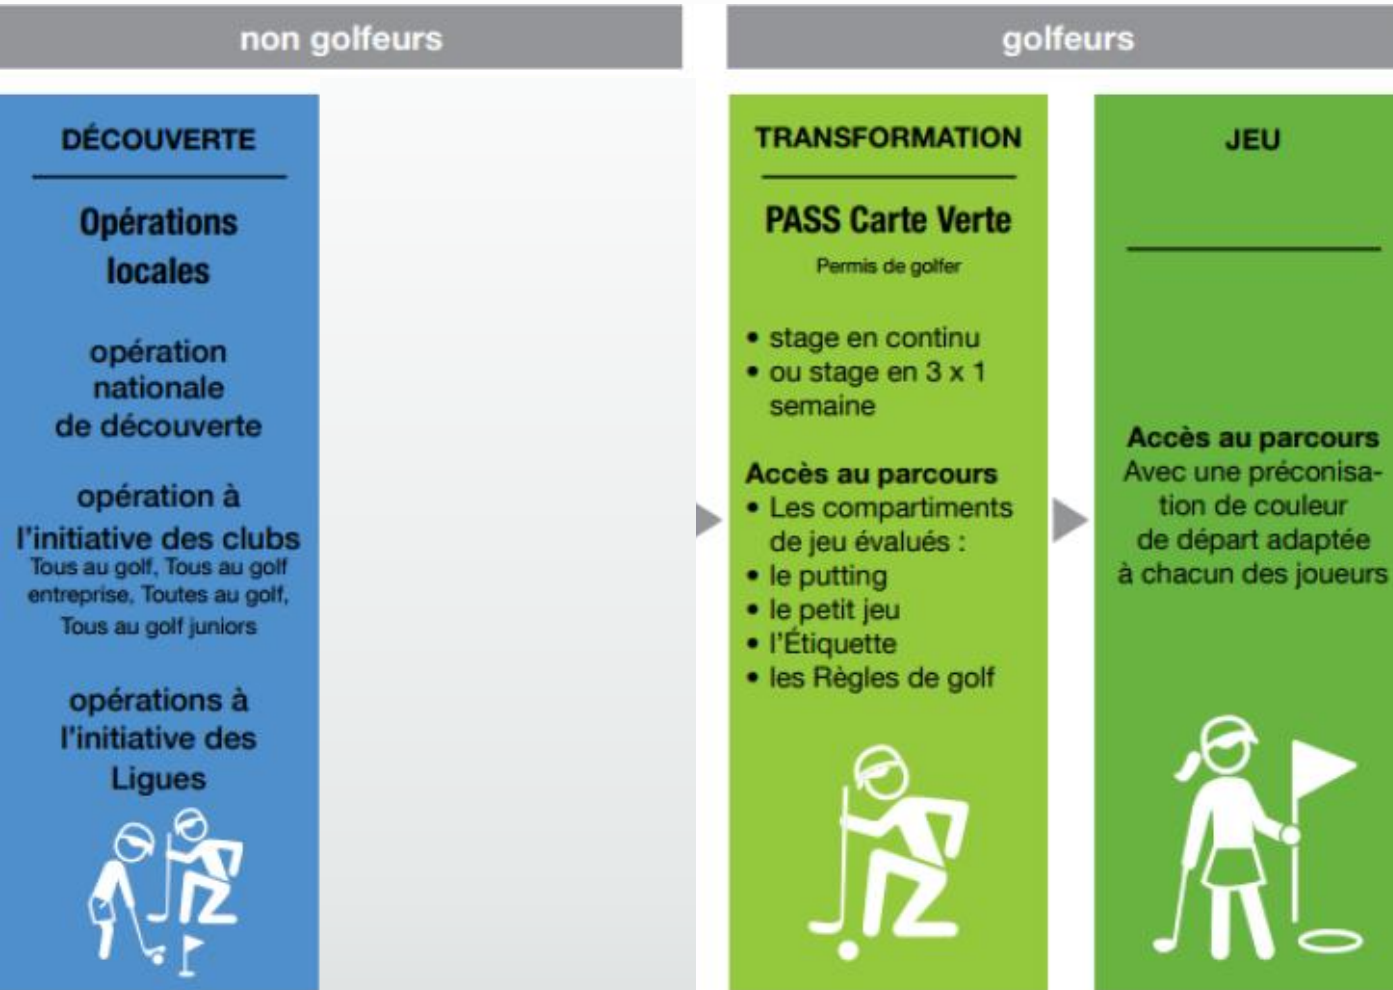 non golfeurs
golfeurs
DÉCOUVERTE
Opérations
locales
opération
nationale
de découverte
opération à
l'initiative des clubs
Tous au golf, Tous au golf
entreprise, Toutes au golf,
Tous au golf juniors
opérations à
l'initiative des
Ligues
TRANSFORMATION
PASS Carte Verte
Permis de golfer
• stage en continu
• ou stage en 3 x 1
semaine
Accès au parcours
• Les compartiments
de jeu évalués :
• le putting
• le petit jeu
• l'Étiquette
• les Règles de golf
JEU
Accès au parcours
Avec une préconisa-
tion de couleur
de départ adaptée
à chacun des joueurs